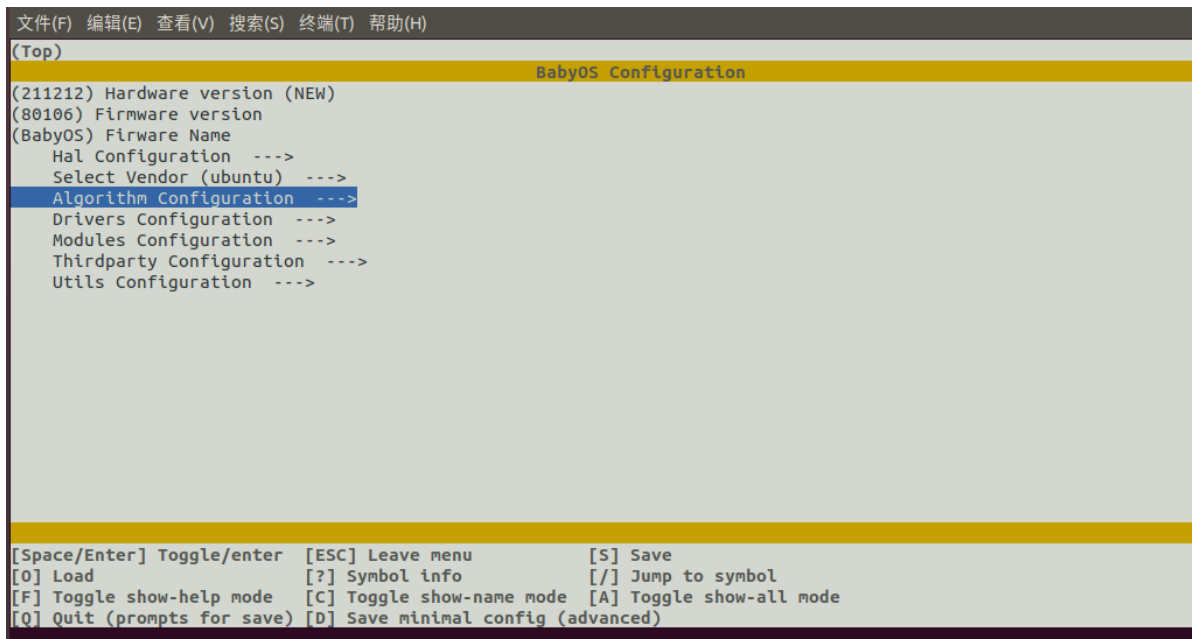 文件(F) 编辑(E) 查看(V) 搜索(S) 终端(T) 帮助(H)
(Top)
BabyOS Configuration
(211212) Hardware version (NEW)
(80106) Firmware version
(BabyOS) Firware Name
Hal Configuration --->
Select Vendor (ubuntu) --->
Algorithm Configuration --->
Drivers Configuration --->
Modules Configuration --->
Thirdparty Configuration --->
Utils Configuration --->
[Space/Enter] Toggle/enter [ESC] Leave menu [S] Save
[O] Load [?] Symbol info [/] Jump to symbol
[F] Toggle show-help mode [C] Toggle show-name mode [A] Toggle show-all mode
[Q] Quit (prompts for save) [D] Save minimal config (advanced)